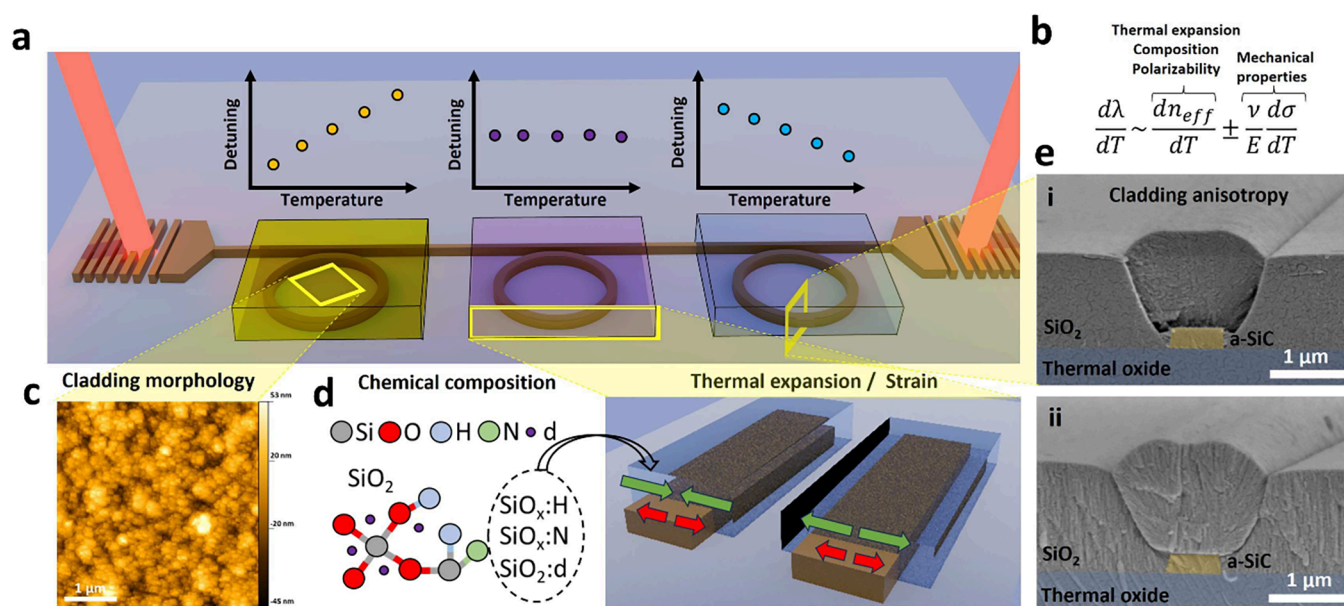 a
Detuning
Temperature
Detuning
Temperature
Detuning
Temperature
b
Thermal expansion
Composition
Polarizability
Mechanical
properties
dλ/dT ~ dn_eff/dT ± ν/E dσ/dT
c
Cladding morphology
53 nm
20 nm
-20 nm
-45 nm
1 µm
d
Chemical composition
Si O H N d
SiO₂
SiOₓ:H
SiOₓ:N
SiO₂:d
Thermal expansion / Strain
e
i
Cladding anisotropy
SiO₂
a-SiC
Thermal oxide
1 µm
ii
SiO₂
a-SiC
Thermal oxide
1 µm